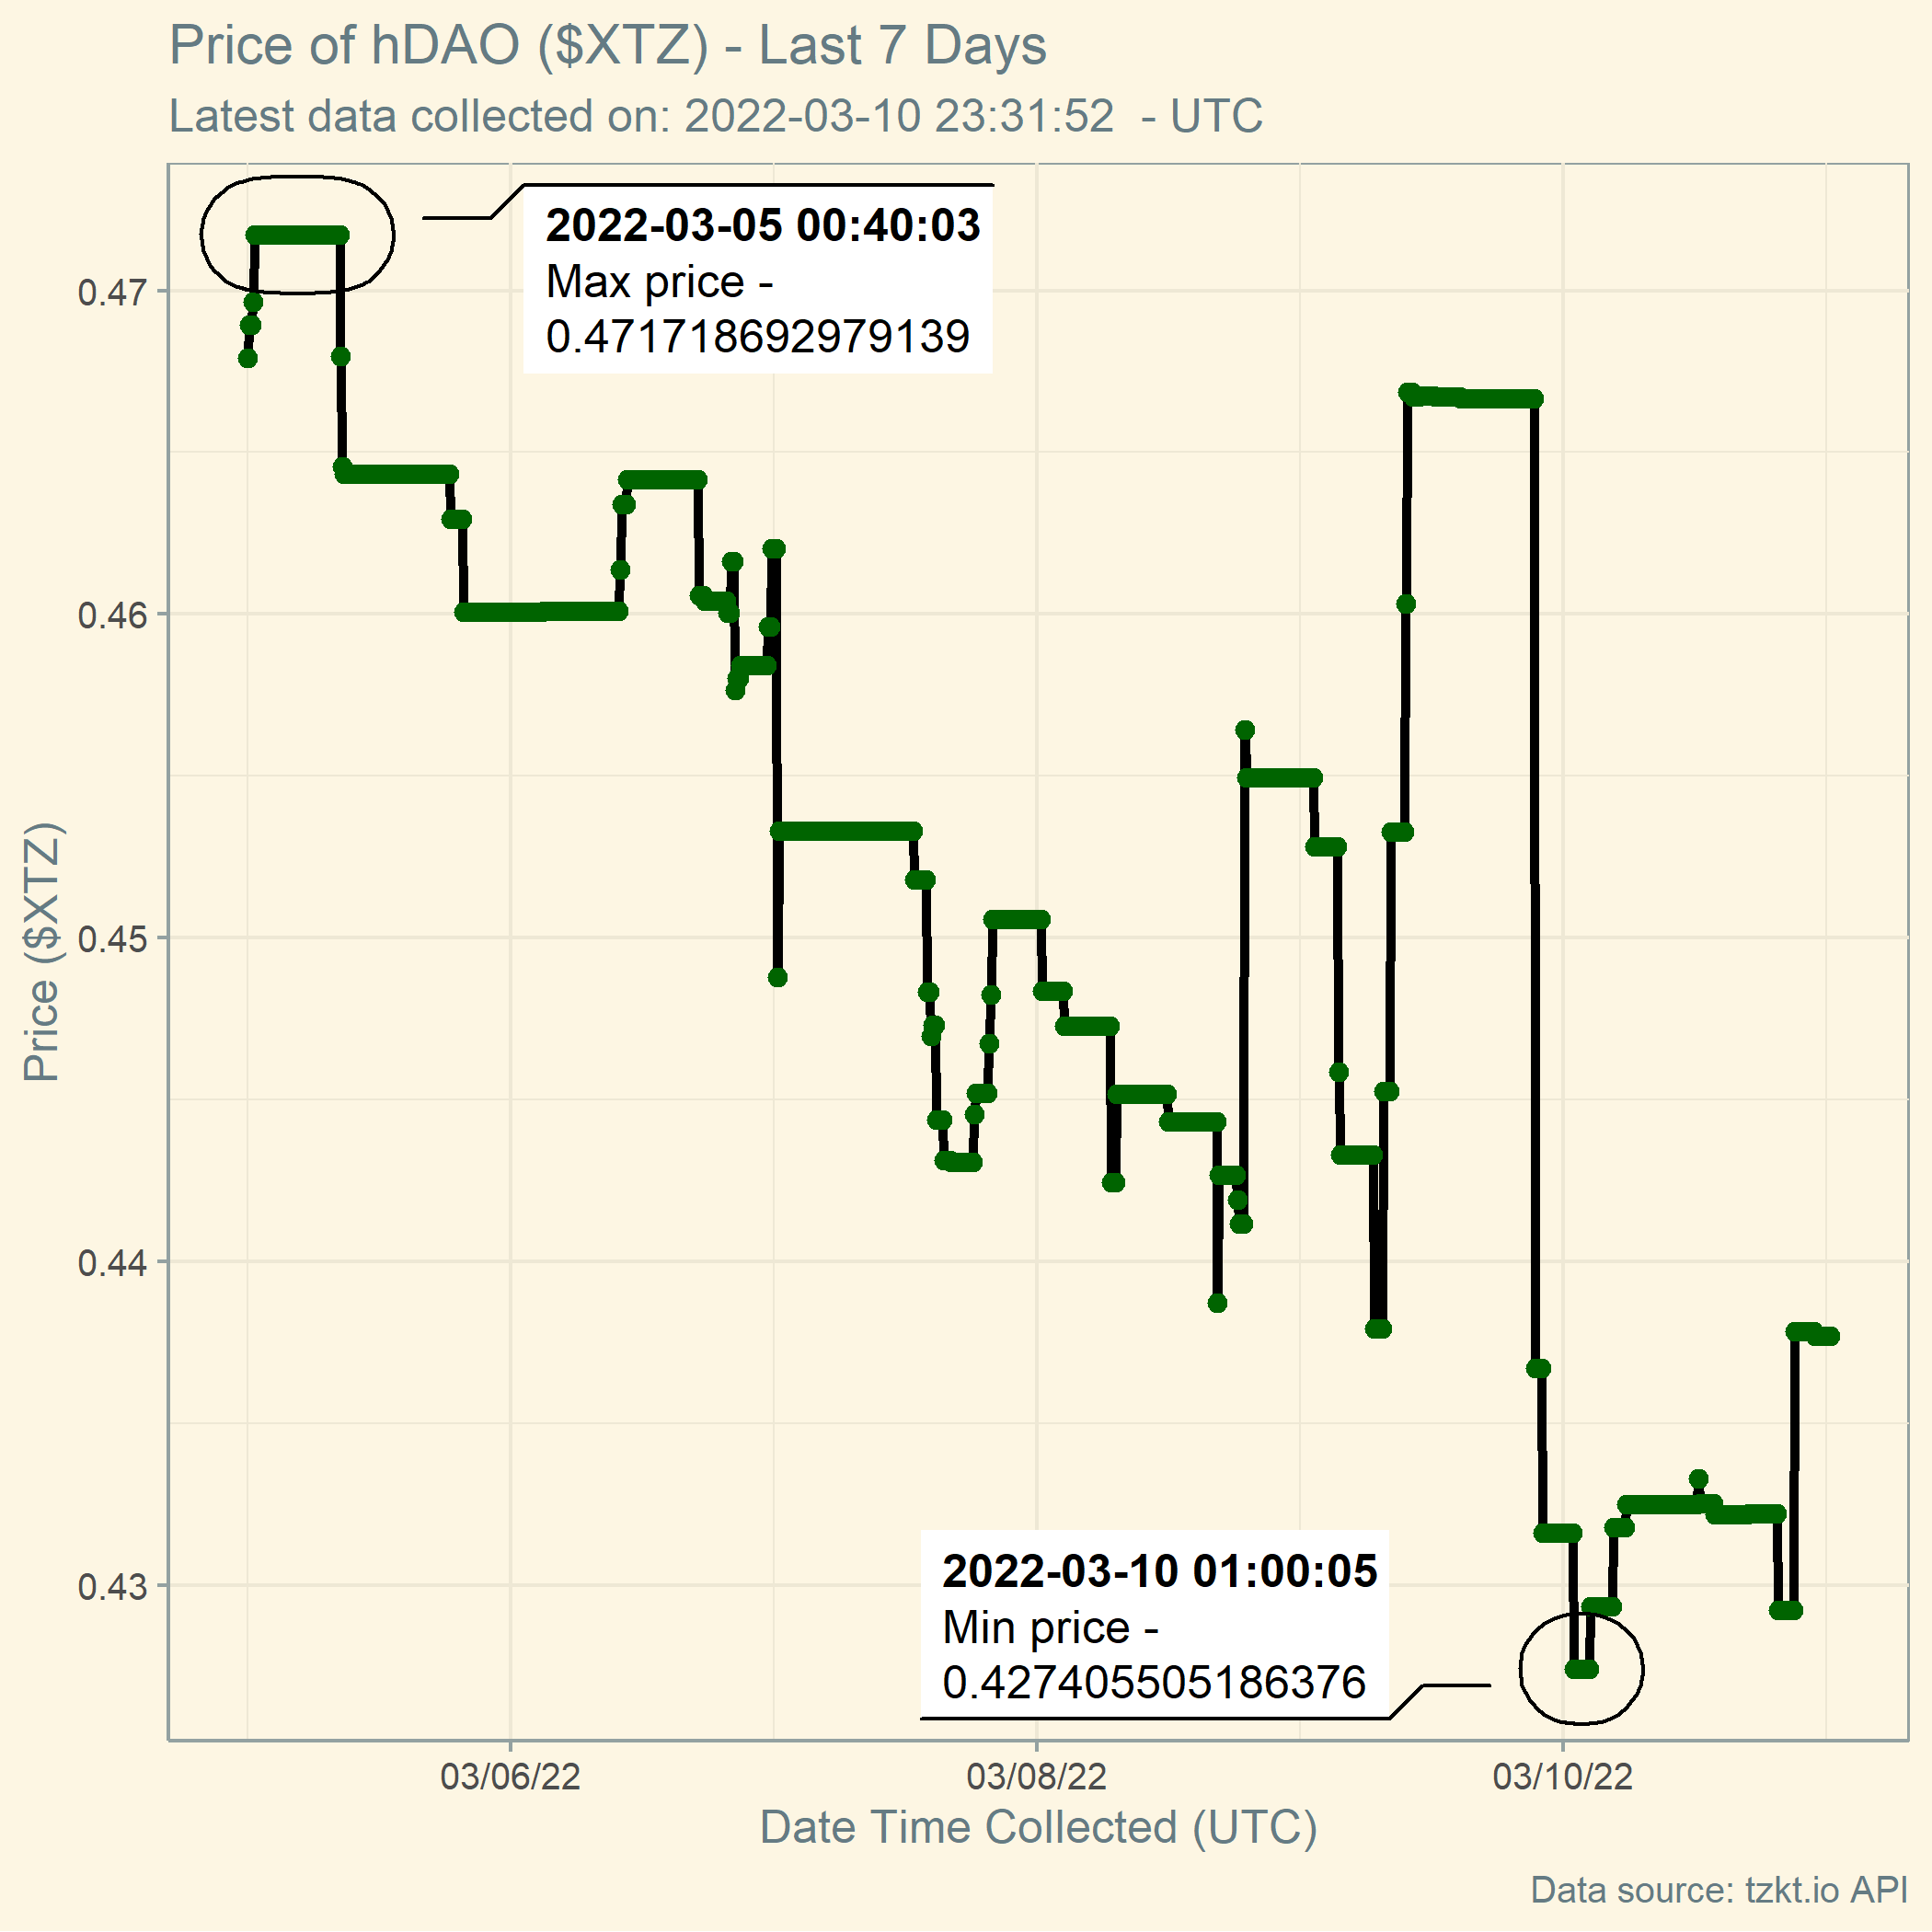 Price of hDAO ($XTZ) - Last 7 Days
Latest data collected on: 2022-03-10 23:31:52  - UTC
2022-03-05 00:40:03
Max price -
0.471718692979139
0.47
0.46
0.45
0.44
0.43
Price ($XTZ)
2022-03-10 01:00:05
Min price -
0.427405505186376
03/06/22
03/08/22
03/10/22
Date Time Collected (UTC)
Data source: tzkt.io API